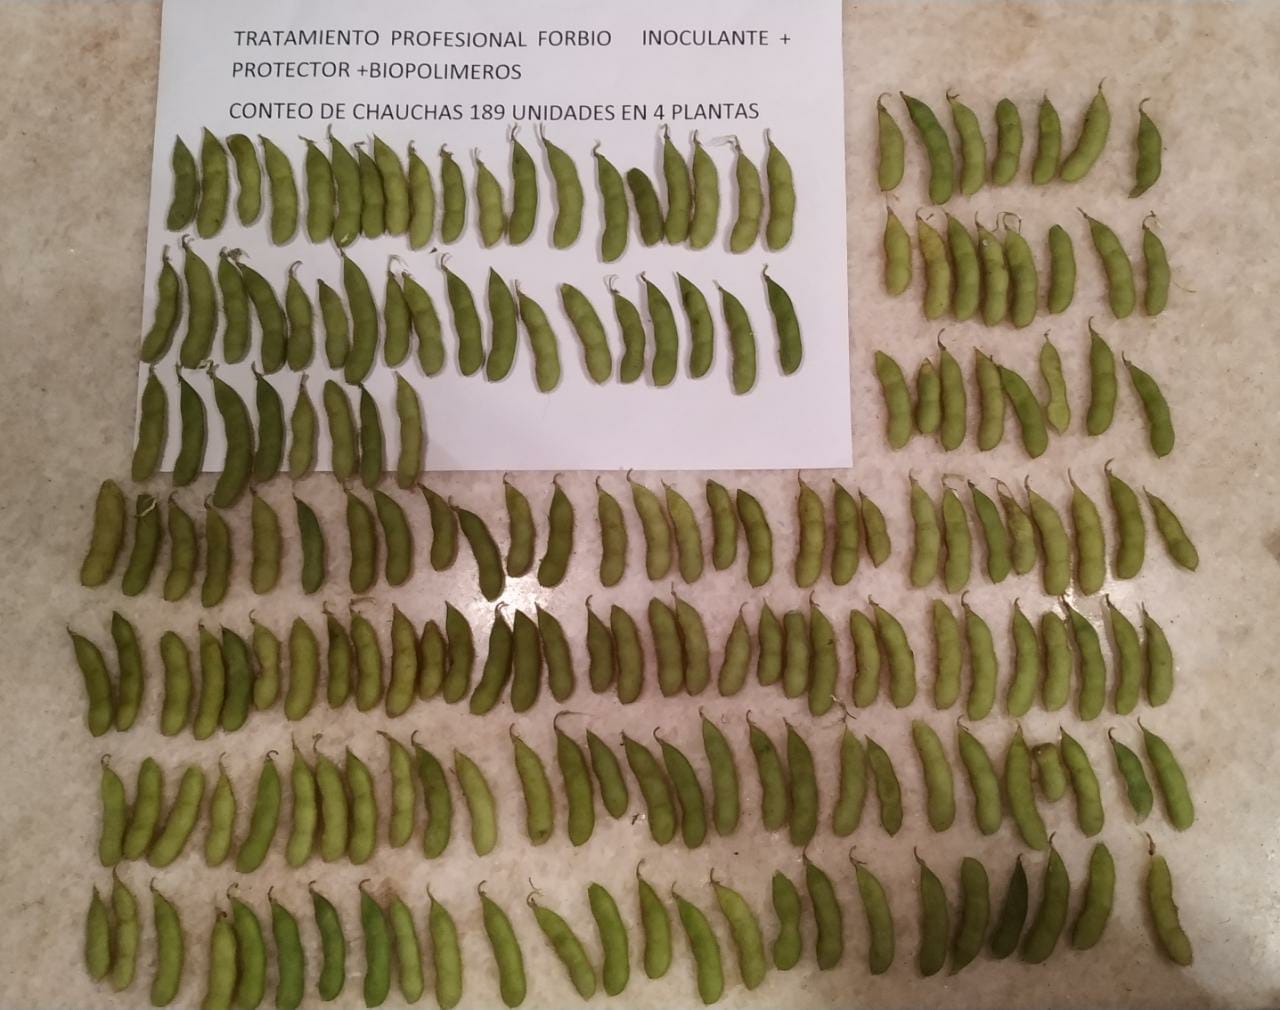 TRATAMIENTO PROFESIONAL FORBIO INOCULANTE +
PROTECTOR +BIOPOLIMEROS
CONTEO DE CHAUCHAS 189 UNIDADES EN 4 PLANTAS